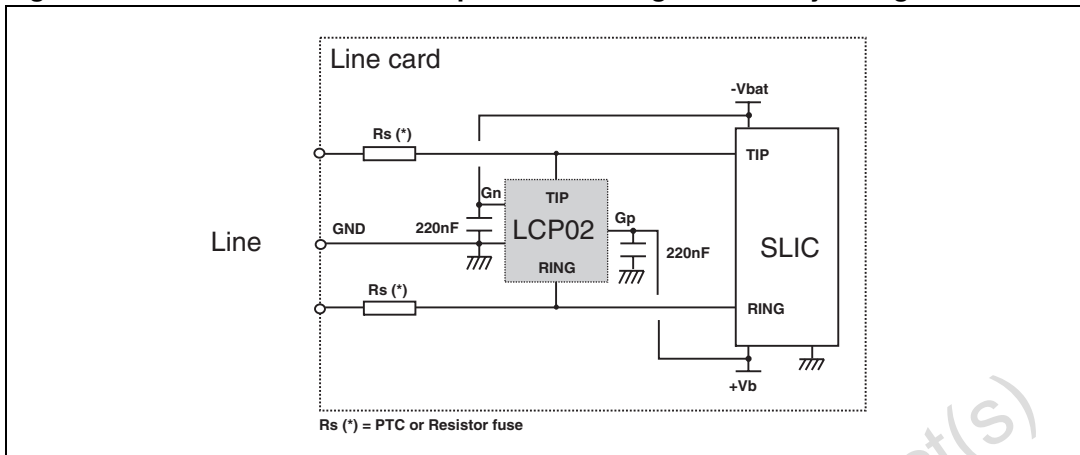 Line card
-Vbat
Rs (*)
TIP
Gn
TIP
Gp
GND
220nF
LCP02
220nF
SLIC
Line
RING
Rs (*)
RING
+Vb
Rs (*) = PTC or Resistor fuse